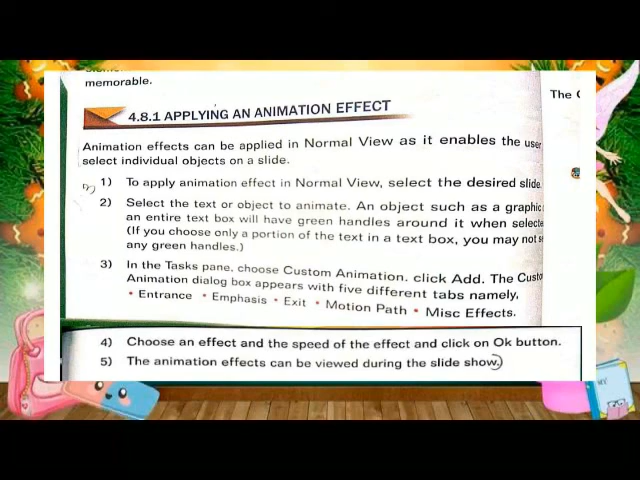 memorable.
The
4.8.1 APPLYING AN ANIMATION EFFECT
Animation effects can be applied in Normal View as it enables the user
select individual objects on a slide.
1) To apply animation effect in Normal View, select the desired slide.
2) Select the text or object to animate. An object such as a graphic
an entire text box will have green handles around it when selecte
(If you choose only a portion of the text in a text box, you may not se
any green handles.)
3) In the Tasks pane, choose Custom Animation, click Add. The Custo
Animation dialog box appears with five different tabs namely,
• Entrance • Emphasis • Exit • Motion Path • Misc Effects.
4) Choose an effect and the speed of the effect and click on Ok button.
5) The animation effects can be viewed during the slide show.